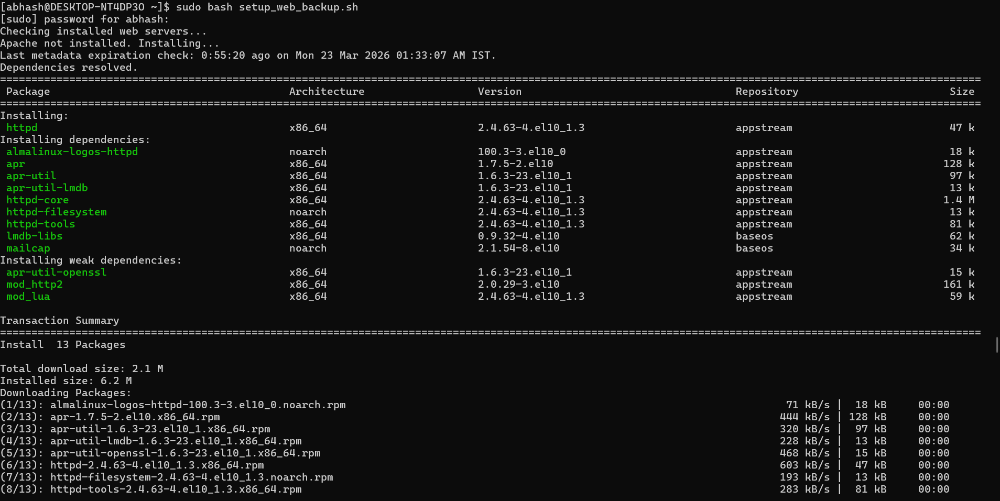 [abhash@DESKTOP-NT4DP3O ~]$ sudo bash setup_web_backup.sh
[sudo] password for abhash:
Checking installed web servers...
Apache not installed. Installing...
Last metadata expiration check: 0:55:20 ago on Mon 23 Mar 2026 01:33:07 AM IST.
Dependencies resolved.
============================================================================================================================================================
 Package                                      Architecture                  Version                                  Repository                        Size
============================================================================================================================================================
Installing:
 httpd                                        x86_64                        2.4.63-4.el10_1.3                        appstream                         47 k
Installing dependencies:
 almalinux-logos-httpd                        noarch                        100.3-3.el10_0                           appstream                         18 k
 apr                                          x86_64                        1.7.5-2.el10                             appstream                        128 k
 apr-util                                     x86_64                        1.6.3-23.el10_1                          appstream                         97 k
 apr-util-lmdb                                x86_64                        1.6.3-23.el10_1                          appstream                         13 k
 httpd-core                                   x86_64                        2.4.63-4.el10_1.3                        appstream                        1.4 M
 httpd-filesystem                             noarch                        2.4.63-4.el10_1.3                        appstream                         13 k
 httpd-tools                                  x86_64                        2.4.63-4.el10_1.3                        appstream                         81 k
 lmdb-libs                                    x86_64                        0.9.32-4.el10                            baseos                            62 k
 mailcap                                      noarch                        2.1.54-8.el10                            baseos                            34 k
Installing weak dependencies:
 apr-util-openssl                             x86_64                        1.6.3-23.el10_1                          appstream                         15 k
 mod_http2                                    x86_64                        2.0.29-3.el10                            appstream                        161 k
 mod_lua                                      x86_64                        2.4.63-4.el10_1.3                        appstream                         59 k
Transaction Summary
============================================================================================================================================================
Install  13 Packages
Total download size: 2.1 M
Installed size: 6.2 M
Downloading Packages:
(1/13): almalinux-logos-httpd-100.3-3.el10_0.noarch.rpm                                                                      71 kB/s |  18 kB     00:00
(2/13): apr-1.7.5-2.el10.x86_64.rpm                                                                                         444 kB/s | 128 kB     00:00
(3/13): apr-util-1.6.3-23.el10_1.x86_64.rpm                                                                                 320 kB/s |  97 kB     00:00
(4/13): apr-util-lmdb-1.6.3-23.el10_1.x86_64.rpm                                                                            228 kB/s |  13 kB     00:00
(5/13): apr-util-openssl-1.6.3-23.el10_1.x86_64.rpm                                                                         468 kB/s |  15 kB     00:00
(6/13): httpd-2.4.63-4.el10_1.3.x86_64.rpm                                                                                  603 kB/s |  47 kB     00:00
(7/13): httpd-filesystem-2.4.63-4.el10_1.3.noarch.rpm                                                                       193 kB/s |  13 kB     00:00
(8/13): httpd-tools-2.4.63-4.el10_1.3.x86_64.rpm                                                                            283 kB/s |  81 kB     00:00